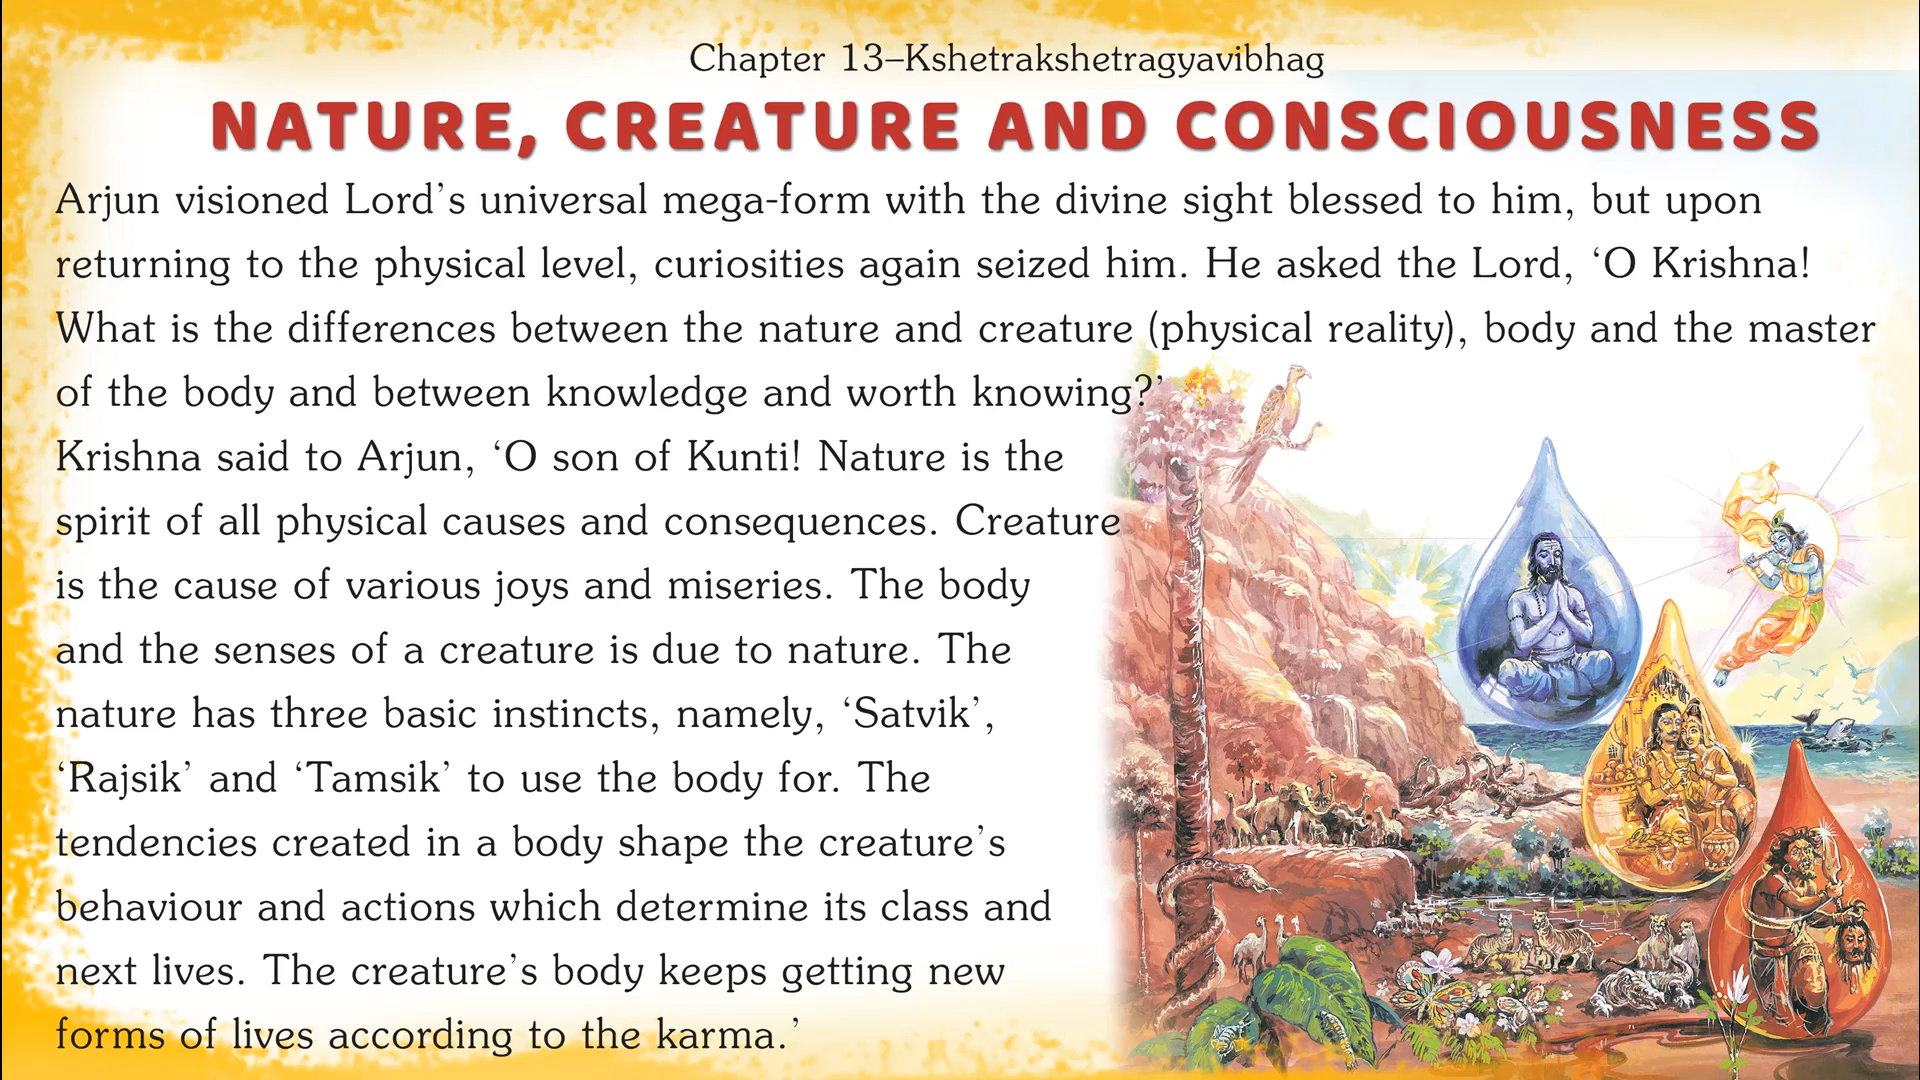 Chapter 13–Kshetrakshetragyavibhag
NATURE, CREATURE AND CONSCIOUSNESS
Arjun visioned Lord’s universal mega-form with the divine sight blessed to him, but upon
returning to the physical level, curiosities again seized him. He asked the Lord, ‘O Krishna!
What is the differences between the nature and creature (physical reality), body and the master
of the body and between knowledge and worth knowing?’
Krishna said to Arjun, ‘O son of Kunti! Nature is the
spirit of all physical causes and consequences. Creature
is the cause of various joys and miseries. The body
and the senses of a creature is due to nature. The
nature has three basic instincts, namely, ‘Satvik’,
‘Rajsik’ and ‘Tamsik’ to use the body for. The
tendencies created in a body shape the creature’s
behaviour and actions which determine its class and
next lives. The creature’s body keeps getting new
forms of lives according to the karma.’